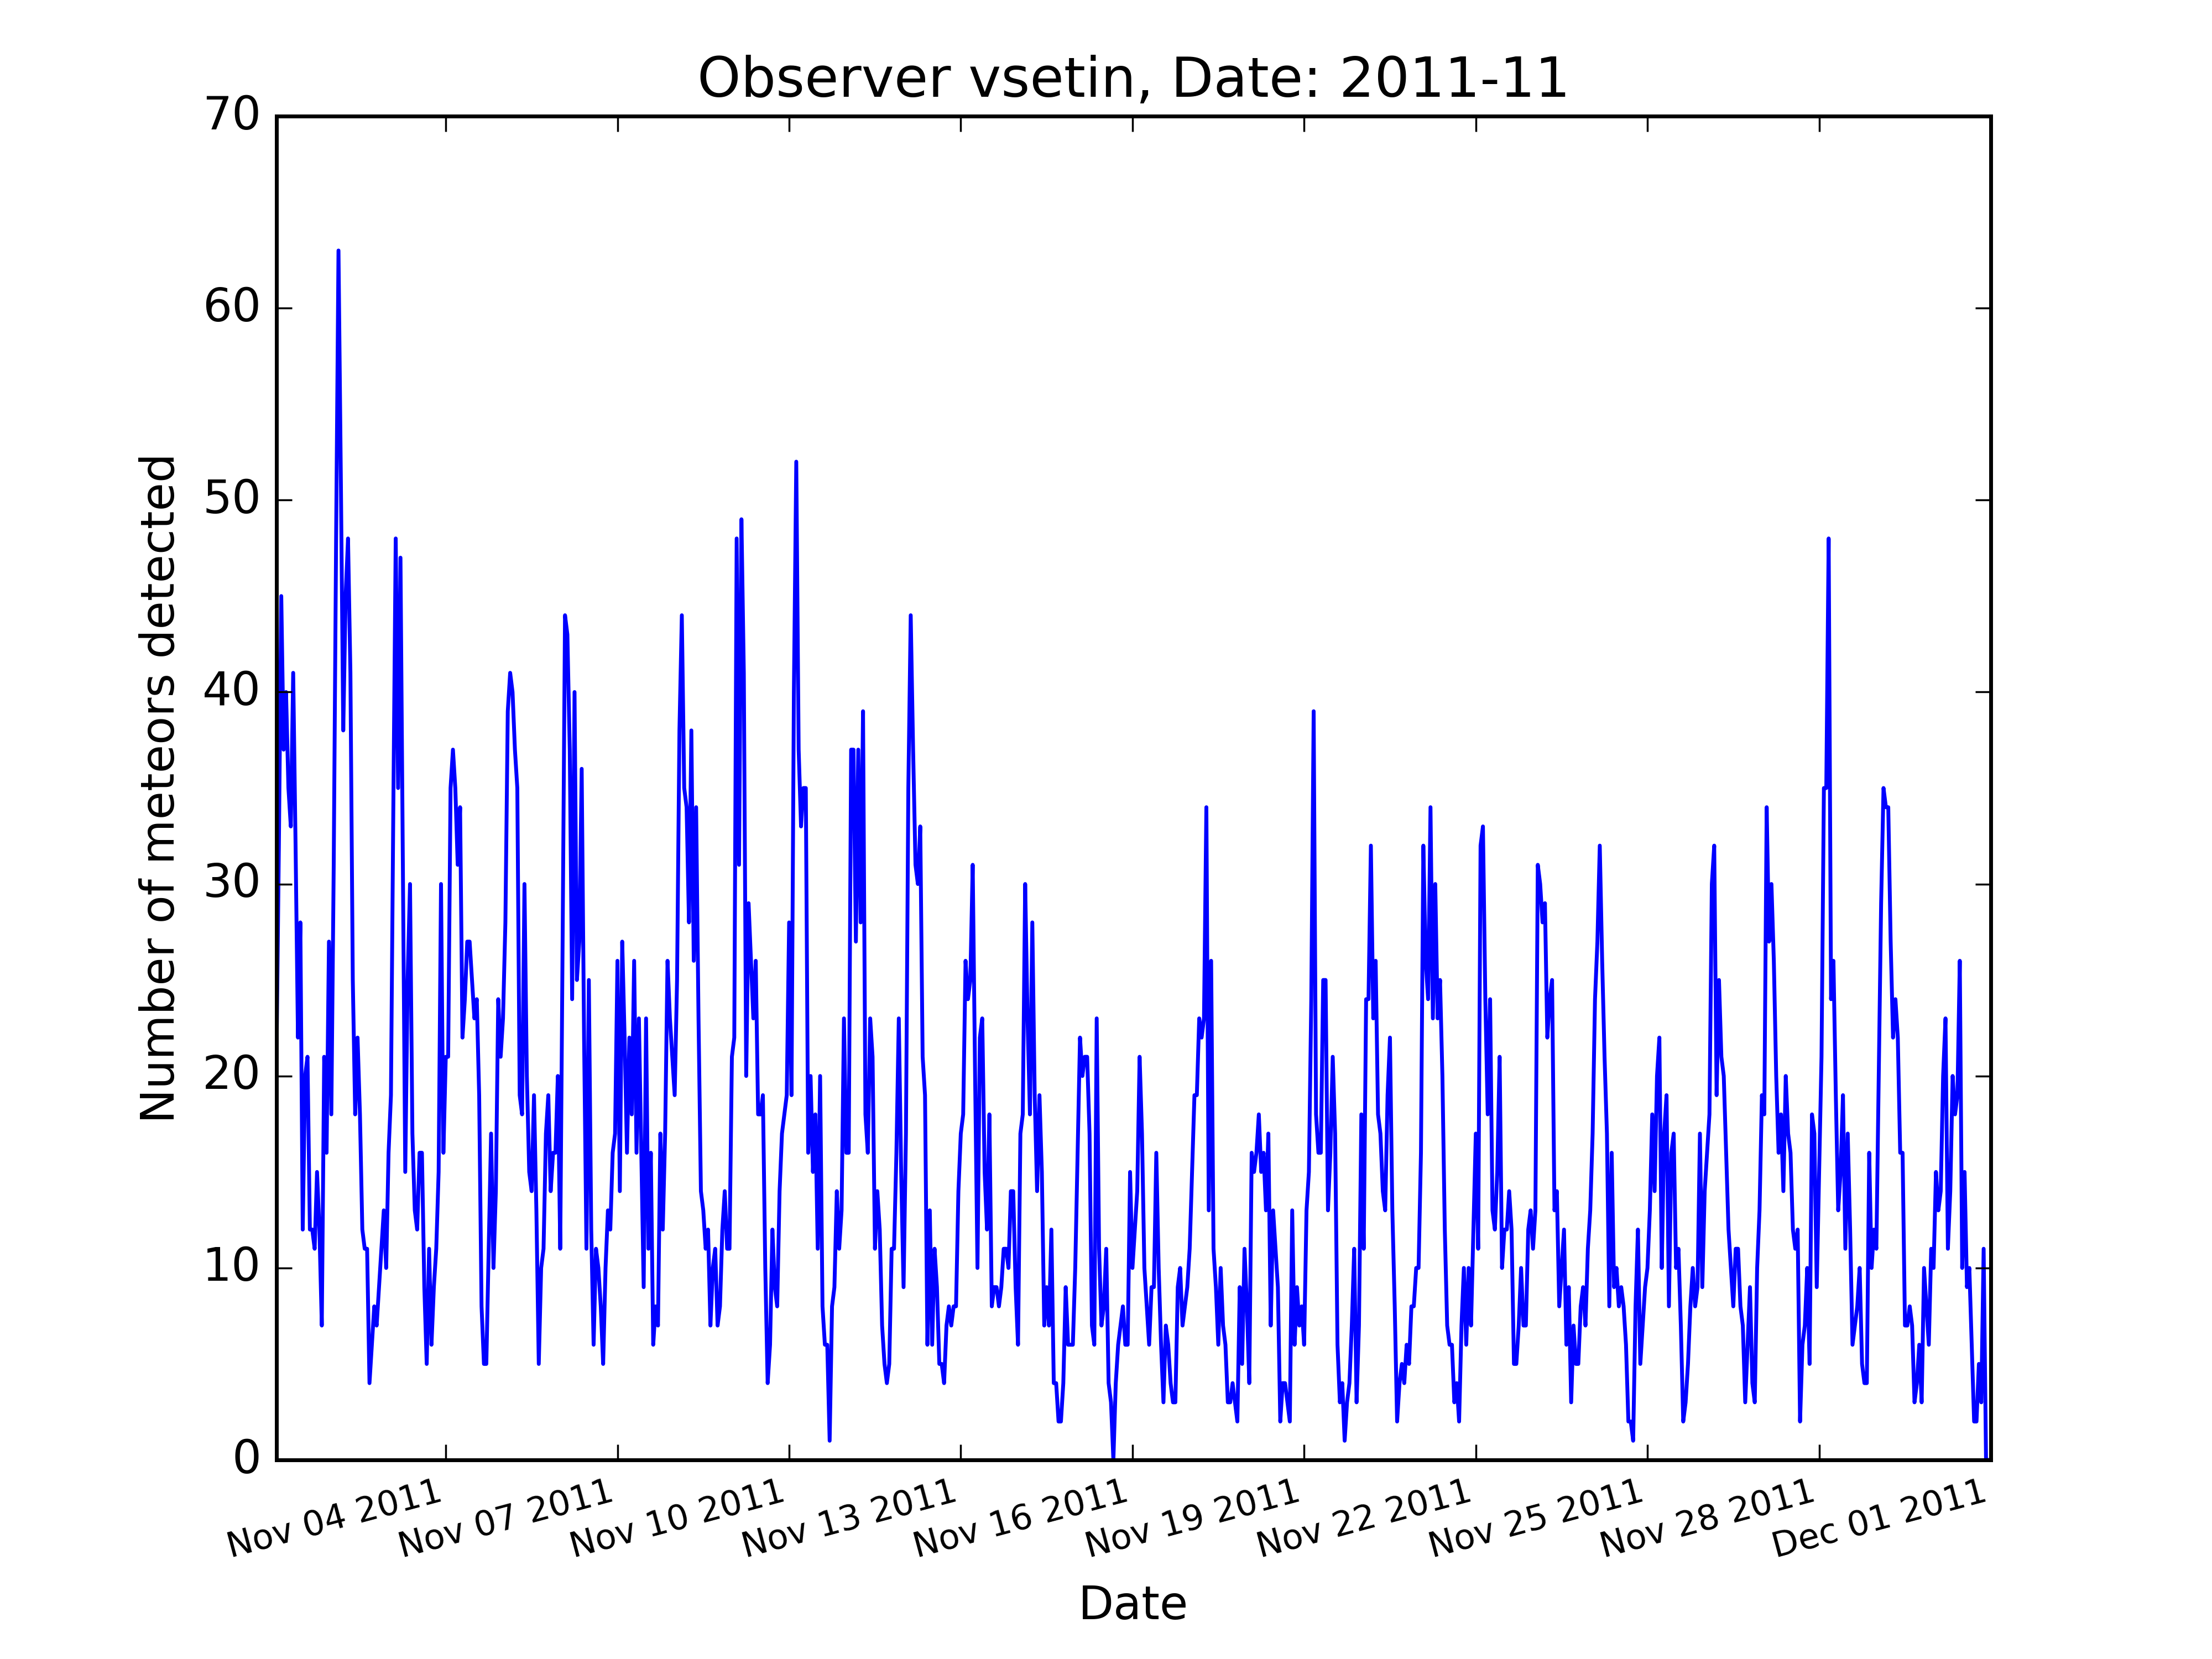 Observer vsetin, Date: 2011-11
70
60
50
40
30
20
10
0
Number of meteors detected
Nov 04 2011
Nov 07 2011
Nov 10 2011
Nov 13 2011
Nov 16 2011
Nov 19 2011
Nov 22 2011
Nov 25 2011
Nov 28 2011
Dec 01 2011
Date